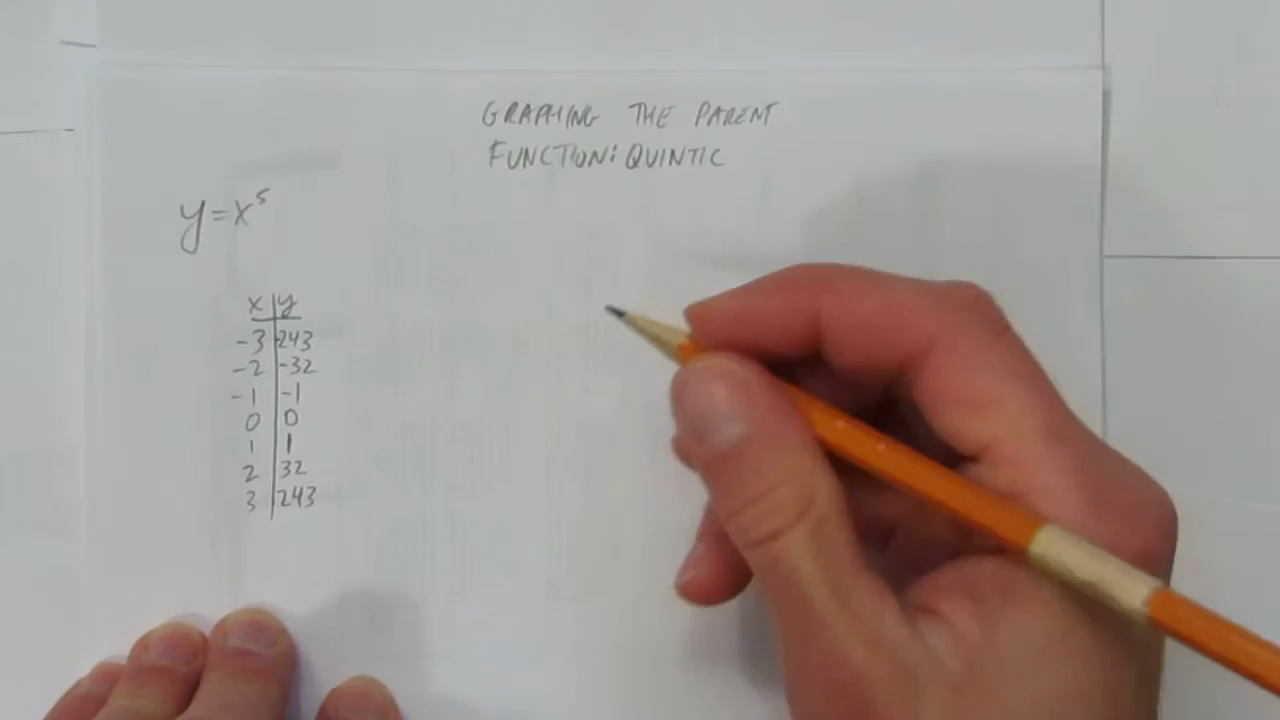 GRAPHING THE PARENT
FUNCTION: QUINTIC
y=x⁵
x y
-3 -243
-2 -32
-1 -1
0 0
1 1
2 32
3 243